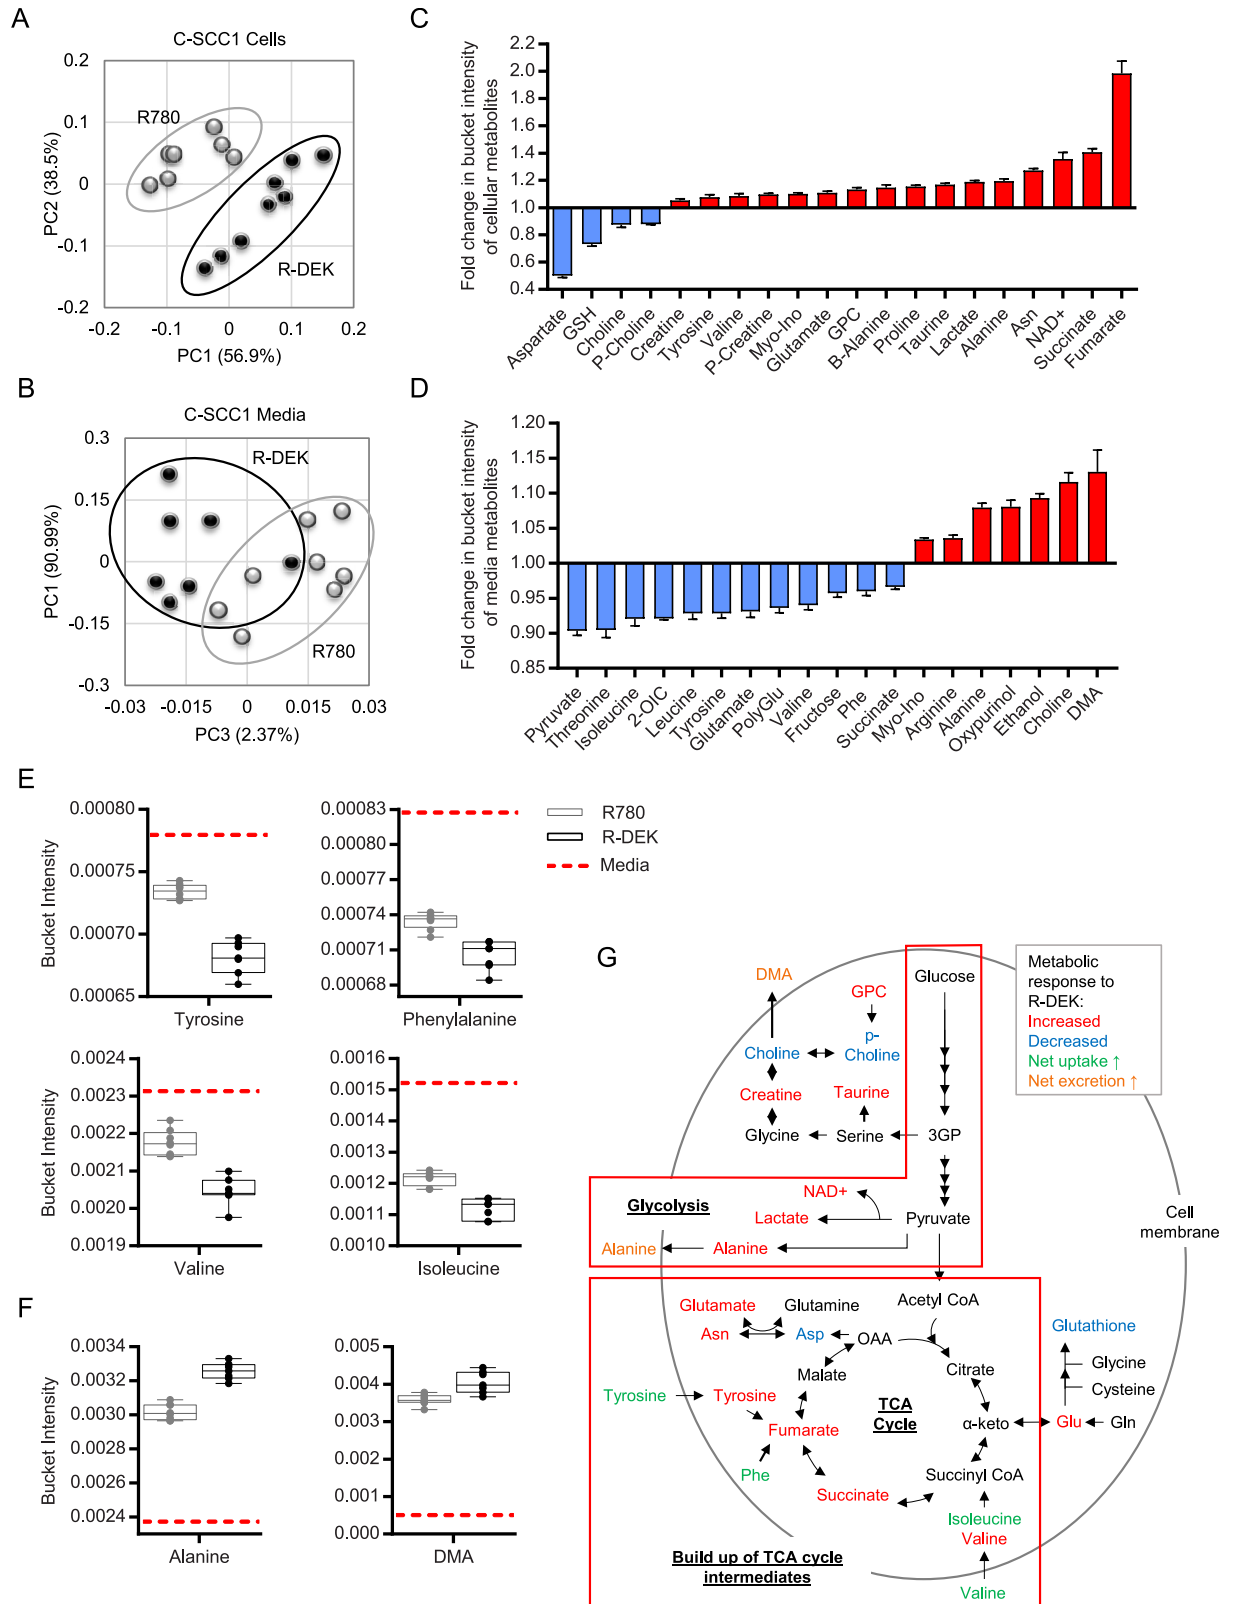 A
C-SCC1 Cells
0.2
0.1
0
-0.1
-0.2
PC2 (38.5%)
R780
R-DEK
-0.2
-0.1
0
0.1
0.2
PC1 (56.9%)
B
C-SCC1 Media
0.3
0.15
0
-0.15
-0.3
PC1 (90.99%)
R-DEK
R780
-0.03
-0.015
0
0.015
0.03
PC3 (2.37%)
C
Fold change in bucket intensity
of cellular metabolites
2.2
2.0
1.8
1.6
1.4
1.2
1.0
0.8
0.6
0.4
Aspartate
GSH
Choline
P-Choline
Creatine
Tyrosine
Valine
P-Creatine
Myo-Ino
Glutamate
GPC
B-Alanine
Proline
Taurine
Lactate
Alanine
Asn
NAD+
Succinate
Fumarate
D
Fold change in bucket intensity
of media metabolites
1.20
1.15
1.10
1.05
1.00
0.95
0.90
0.85
Pyruvate
Threonine
Isoleucine
2-OIC
Leucine
Tyrosine
Glutamate
PolyGlu
Valine
Fructose
Phe
Succinate
Myo-Ino
Arginine
Alanine
Oxypurinol
Ethanol
Choline
DMA
E
Bucket Intensity
0.00080
0.00075
0.00070
0.00065
Tyrosine
0.00083
0.00080
0.00077
0.00074
0.00071
0.00068
Phenylalanine
R780
R-DEK
Media
Bucket Intensity
0.0024
0.0023
0.0022
0.0021
0.0020
0.0019
Valine
0.0016
0.0015
0.0014
0.0013
0.0012
0.0011
0.0010
Isoleucine
F
Bucket Intensity
0.0034
0.0032
0.0030
0.0028
0.0026
0.0024
Alanine
0.005
0.004
0.003
0.002
0.001
0.000
DMA
G
Metabolic
response to
R-DEK:
Increased
Decreased
Net uptake ↑
Net excretion ↑
DMA
GPC
Glucose
Choline
p-
Choline
Creatine
Taurine
Glycine
Serine
3GP
Glycolysis
NAD+
Lactate
Pyruvate
Alanine
Alanine
Cell
membrane
Acetyl CoA
Glutamate
Glutamine
Asn
Asp
OAA
Malate
Citrate
Glutathione
Glycine
Cysteine
Tyrosine
Tyrosine
TCA
Cycle
Fumarate
α-keto
Glu
Gln
Phe
Succinyl CoA
Succinate
Isoleucine
Valine
Build up of TCA cycle
intermediates
Valine